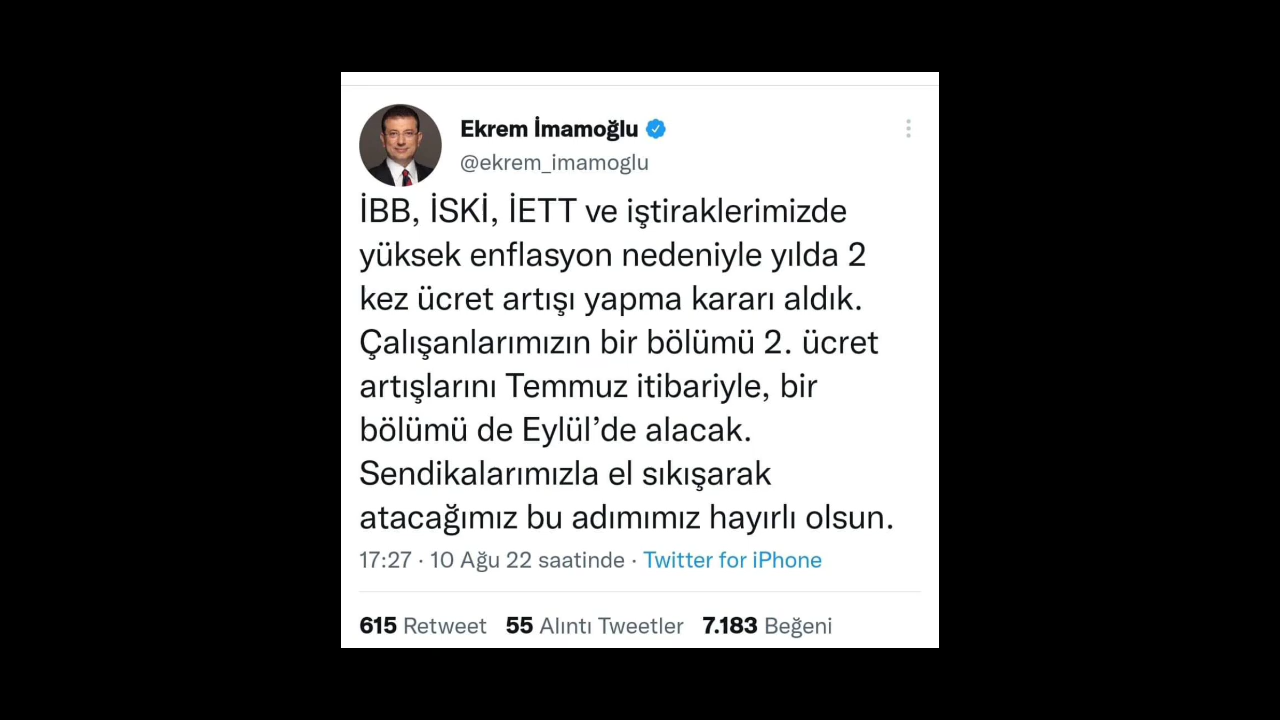 Ekrem İmamoğlu
@ekrem_imamoglu
İBB, İSKİ, İETT ve iştiraklerimizde
yüksek enflasyon nedeniyle yılda 2
kez ücret artışı yapma kararı aldık.
Çalışanlarımızın bir bölümü 2. ücret
artışlarını Temmuz itibariyle, bir
bölümü de Eylül’de alacak.
Sendikalarımızla el sıkışarak
atacağımız bu adımımız hayırlı olsun.
17:27 · 10 Ağu 22 saatinde · Twitter for iPhone
615 Retweet 55 Alıntı Tweetler 7.183 Beğeni